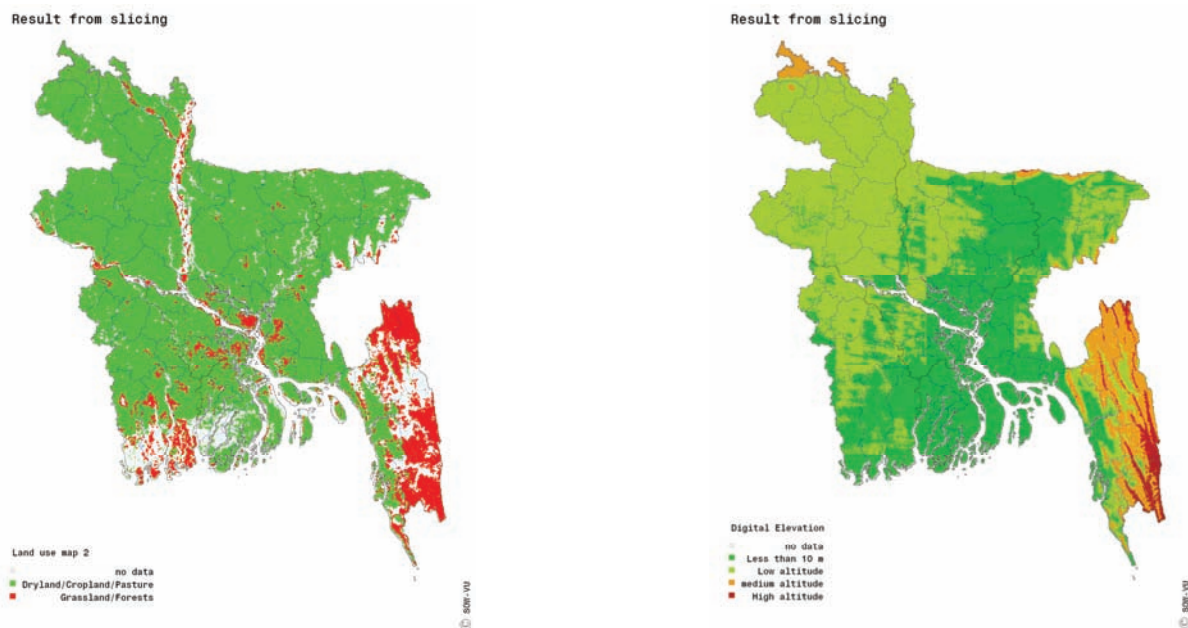 Result from slicing
Land use map 2
no data
Dryland/Cropland/Pasture
Grassland/Forests
© SOW-VU
Result from slicing
Digital Elevation
no data
Less than 10 m
Low altitude
medium altitude
High altitude
© SOW-VU